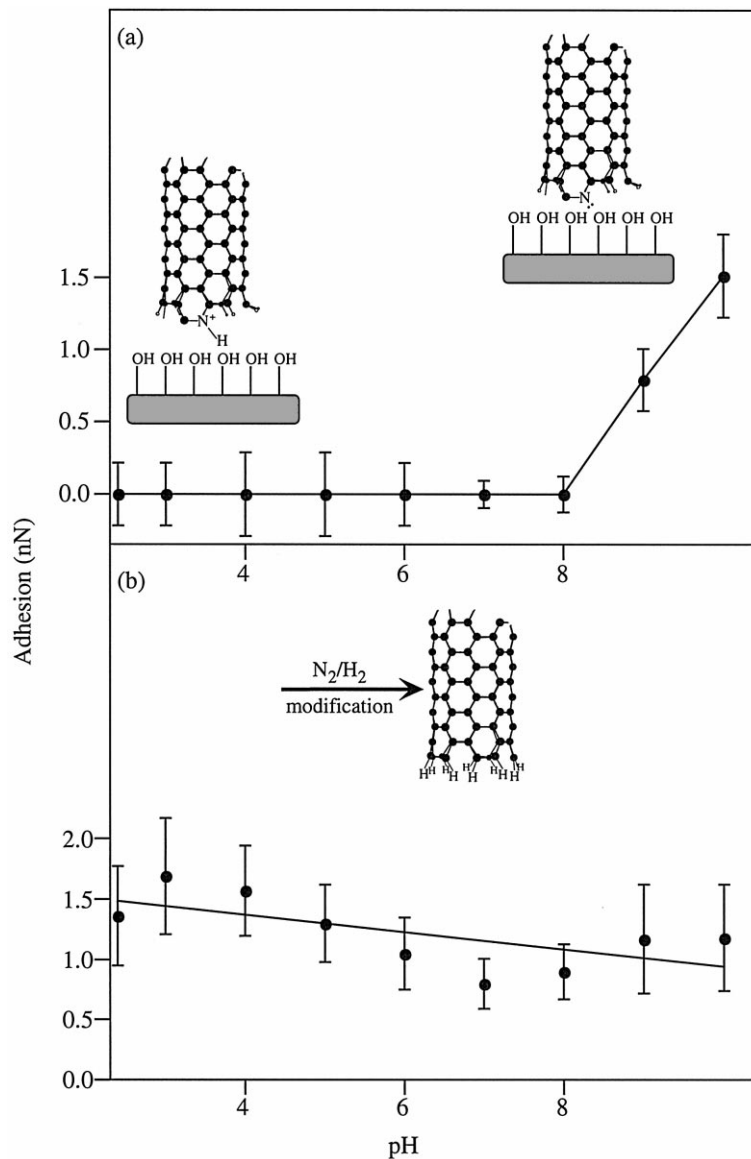 (a)
N
OH OH OH OH OH OH
N+
H
OH OH OH OH OH OH
1.5
1.0
0.5
0.0
4 6 8
Adhesion (nN)
(b)
N₂/H₂
modification
H H H H H H H H H H
2.0
1.5
1.0
0.5
0.0
4 6 8
pH